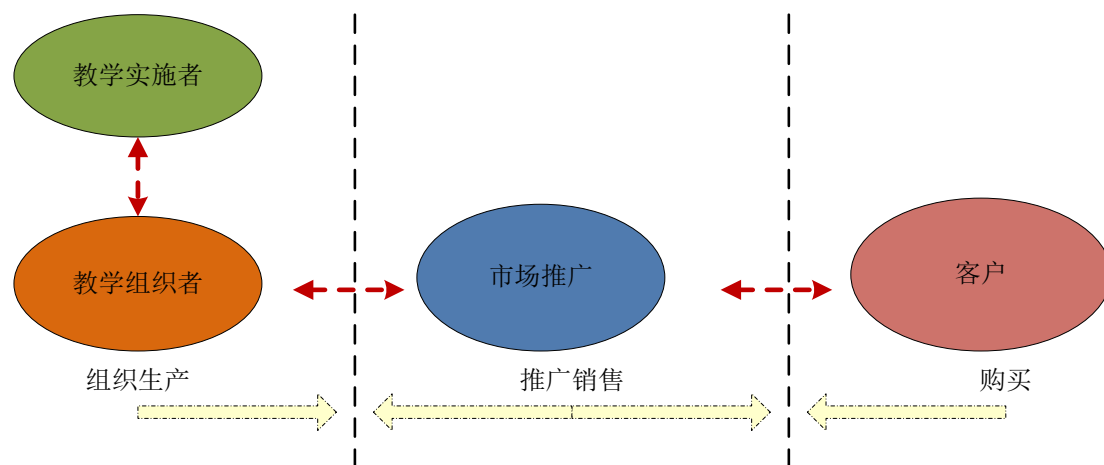 教学实施者
教学组织者
市场推广
客户
组织生产
推广销售
购买